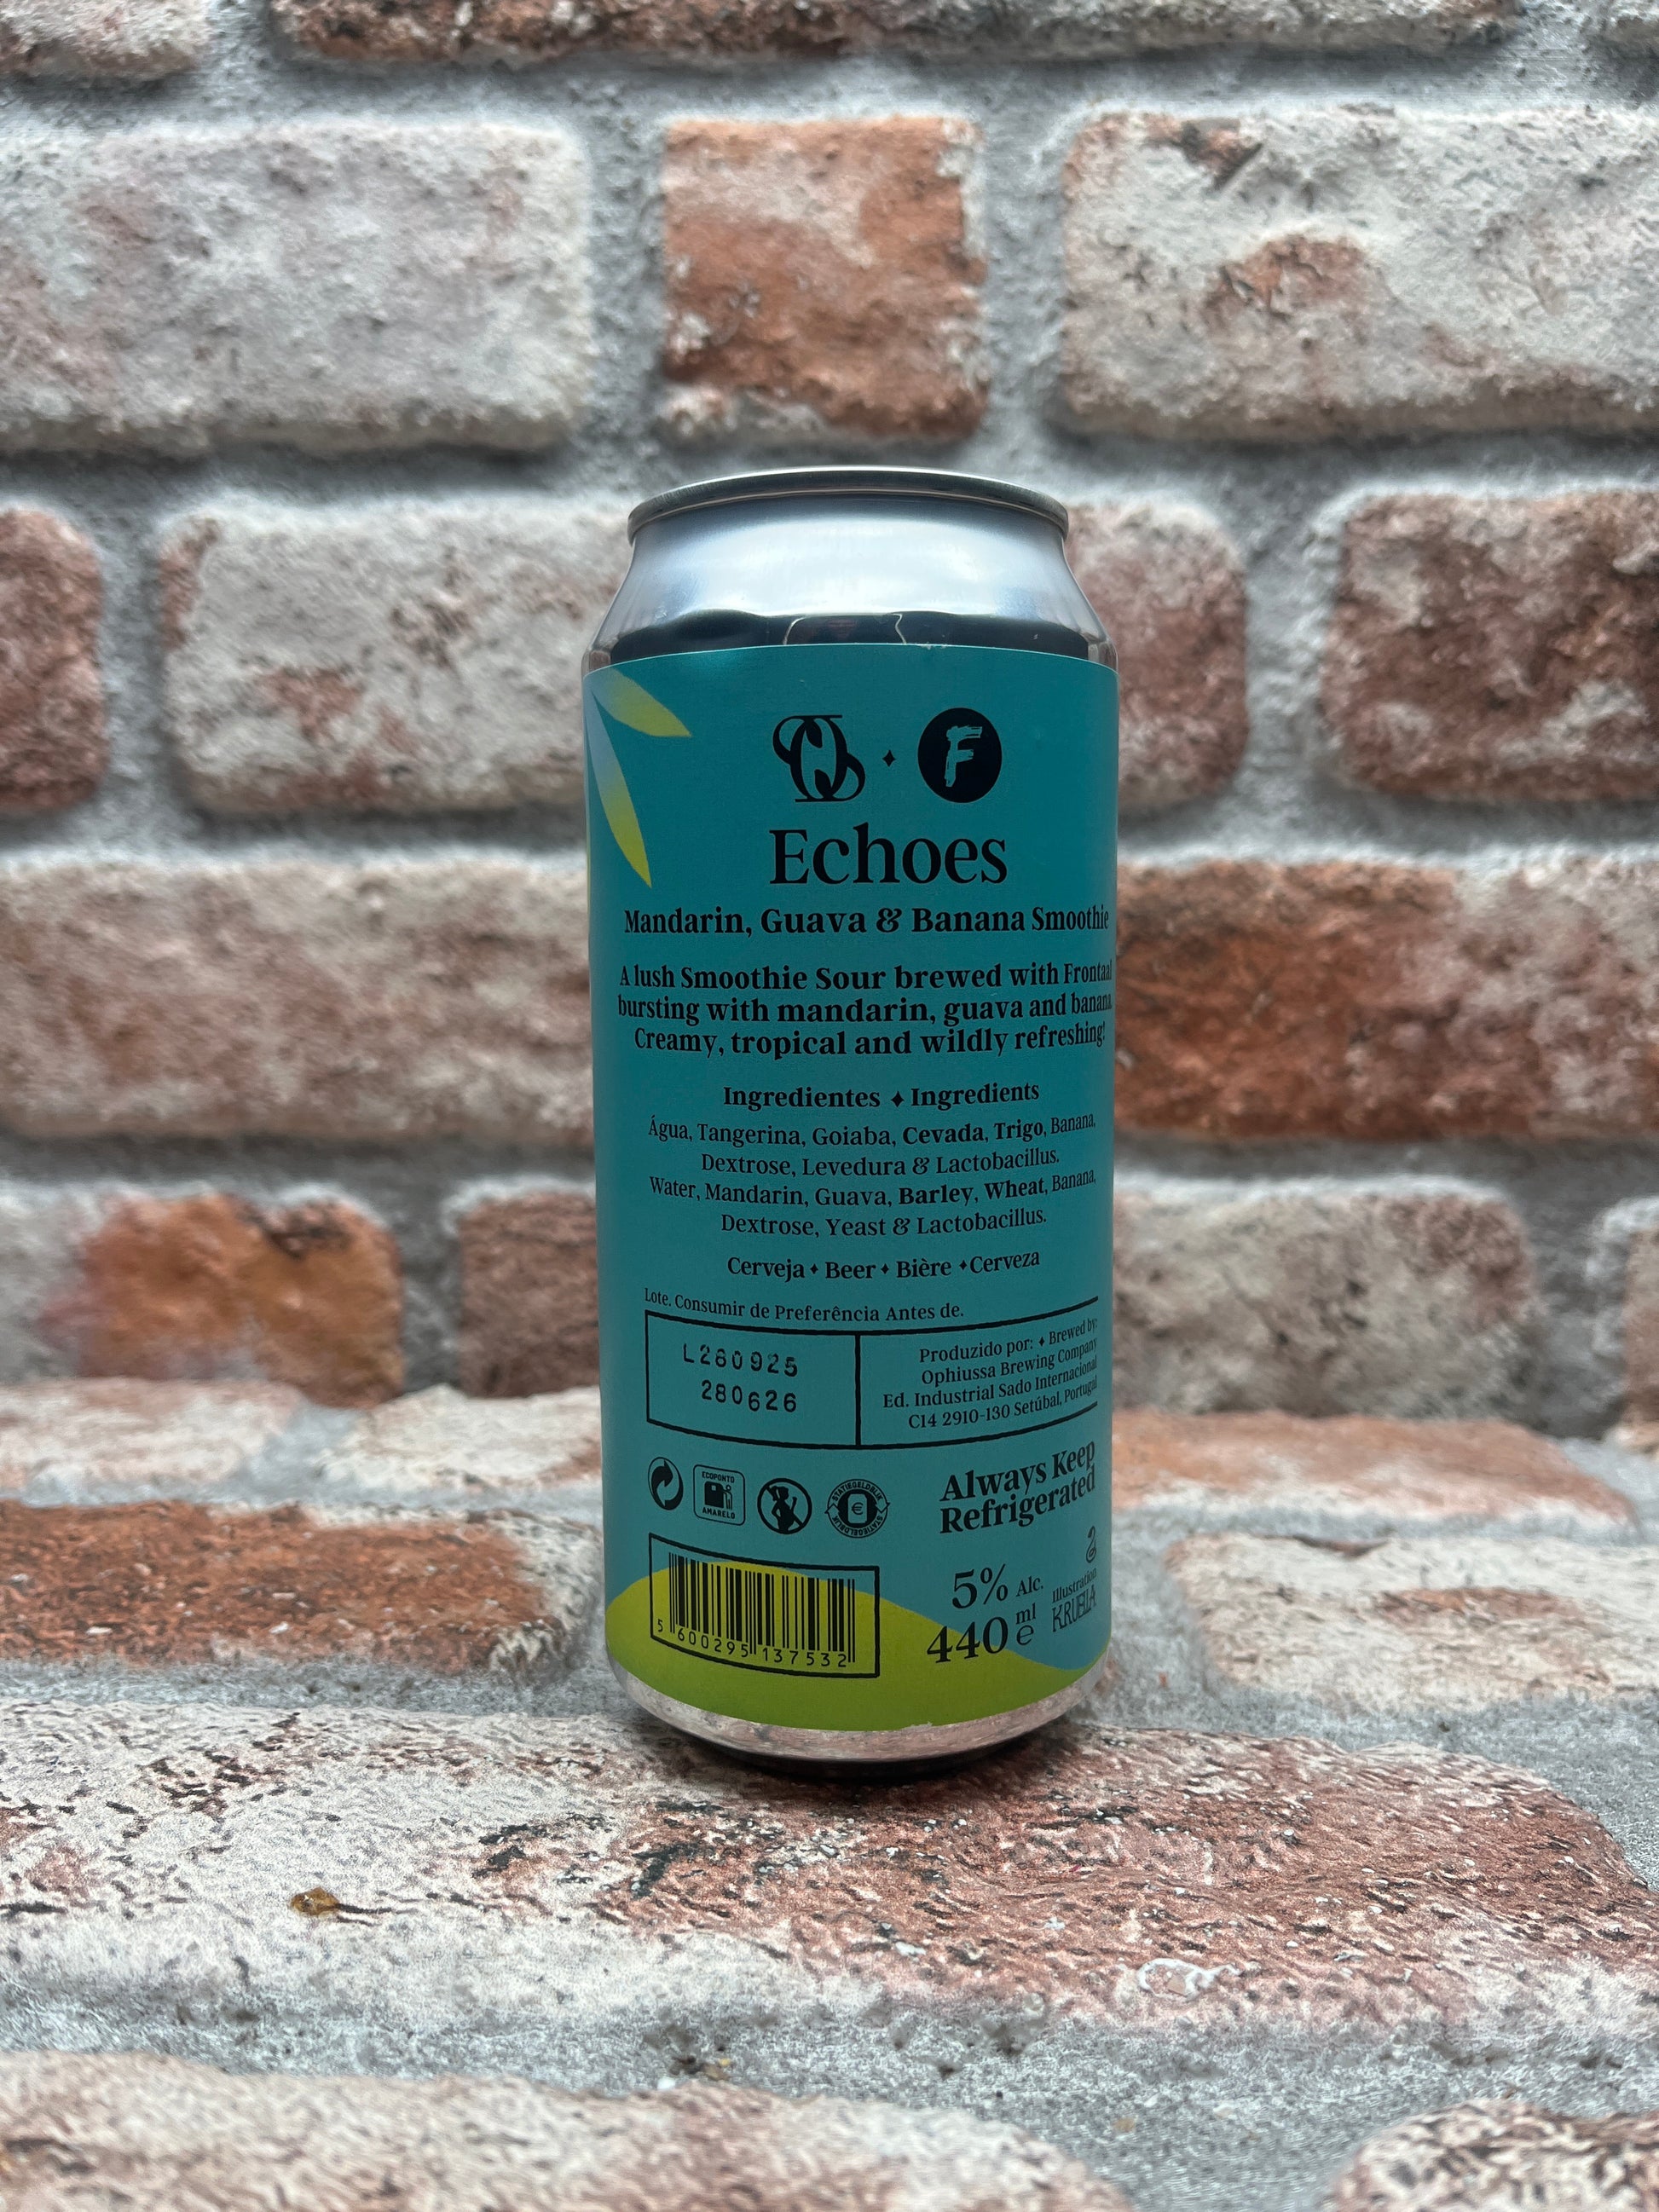 F
Echoes
Mandarin, Guava & Banana Smoothie
A lush Smoothie Sour brewed with Frontaal
bursting with mandarin, guava and banana.
Creamy, tropical and wildly refreshing!
Ingredientes ✦ Ingredients
Água, Tangerina, Goiaba, Cevada, Trigo, Banana,
Dextrose, Levedura & Lactobacillus.
Water, Mandarin, Guava, Barley, Wheat, Banana,
Dextrose, Yeast & Lactobacillus.
Cerveja ✦ Beer ✦ Bière ✦ Cerveza
Lote. Consumir de Preferência Antes de.
L280925
280626
Produzido por: ✦ Brewed by:
Ophiussa Brewing Company
Ed. Industrial Sado Internacional
C14 2910-130 Setúbal, Portugal
ECOPONTO
AMARELO
STATIEGELDBLIK
€
STATIEGELDBLIK
Always Keep
Refrigerated
5 600295 137532
5% Alc.
440 ml e
Illustration
KRUELLA